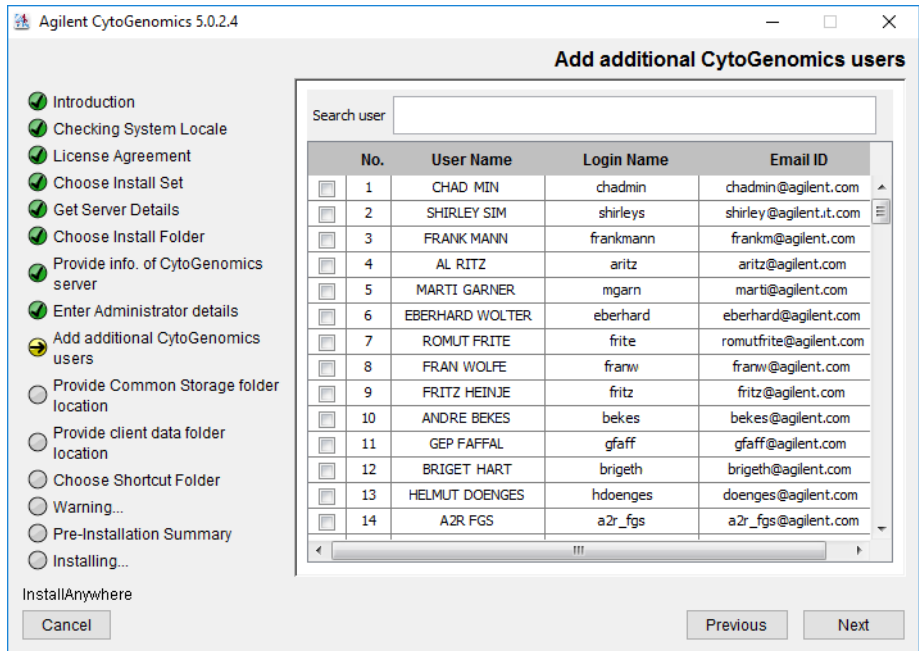 Agilent CytoGenomics 5.0.2.4
Add additional CytoGenomics users
Introduction
Checking System Locale
License Agreement
Choose Install Set
Get Server Details
Choose Install Folder
Provide info. of CytoGenomics
server
Enter Administrator details
Add additional CytoGenomics
users
Provide Common Storage folder
location
Provide client data folder
location
Choose Shortcut Folder
Warning...
Pre-Installation Summary
Installing...
Search user
No. User Name Login Name Email ID
1 CHAD MIN chadmin chadmin@agilent.com
2 SHIRLEY SIM shirleys shirley@agilent.it.com
3 FRANK MANN frankmann frankm@agilent.com
4 AL RITZ aritz aritz@agilent.com
5 MARTI GARNER mgarn marti@agilent.com
6 EBERHARD WOLTER eberhard eberhard@agilent.com
7 ROMUT FRITE frite romutfrite@agilent.com
8 FRAN WOLFE franw franw@agilent.com
9 FRITZ HEINJE fritz fritz@agilent.com
10 ANDRE BEKES bekes bekes@agilent.com
11 GEP FAFFAL gfaff gfaff@agilent.com
12 BRIGET HART brigeth brigeth@agilent.com
13 HELMUT DOENGES hdoenges doenges@agilent.com
14 A2R FGS a2r_fgs a2r_fgs@agilent.com
InstallAnywhere
Cancel Previous Next